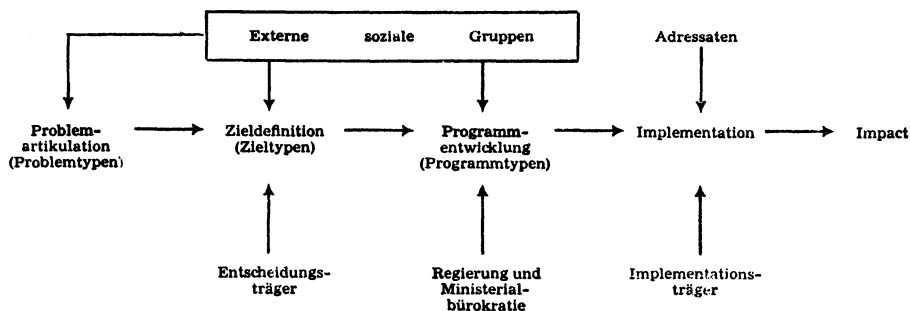 Externe soziale Gruppen
Adressaten
Problem-
artikulation
(Problemtypen)
Zieldefinition
(Zieltypen)
Programm-
entwicklung
(Programmtypen)
Implementation
Impact
Entscheidungs-
träger
Regierung und
Ministerial-
bürokratie
Implementations-
träger